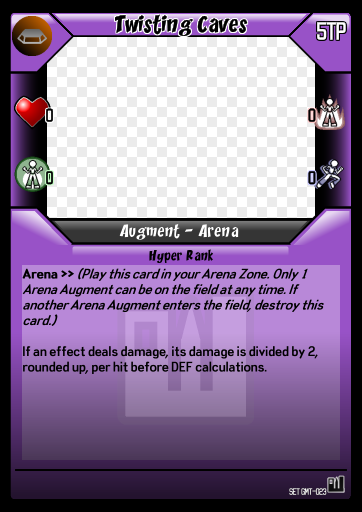 Twisting Caves
5TP
0
0
0
0
Augment - Arena
Hyper Rank
Arena >> (Play this card in your Arena Zone. Only 1
Arena Augment can be on the field at any time. If
another Arena Augment enters the field, destroy this
card.)
If an effect deals damage, its damage is divided by 2,
rounded up, per hit before DEF calculations.
SET GMT-023